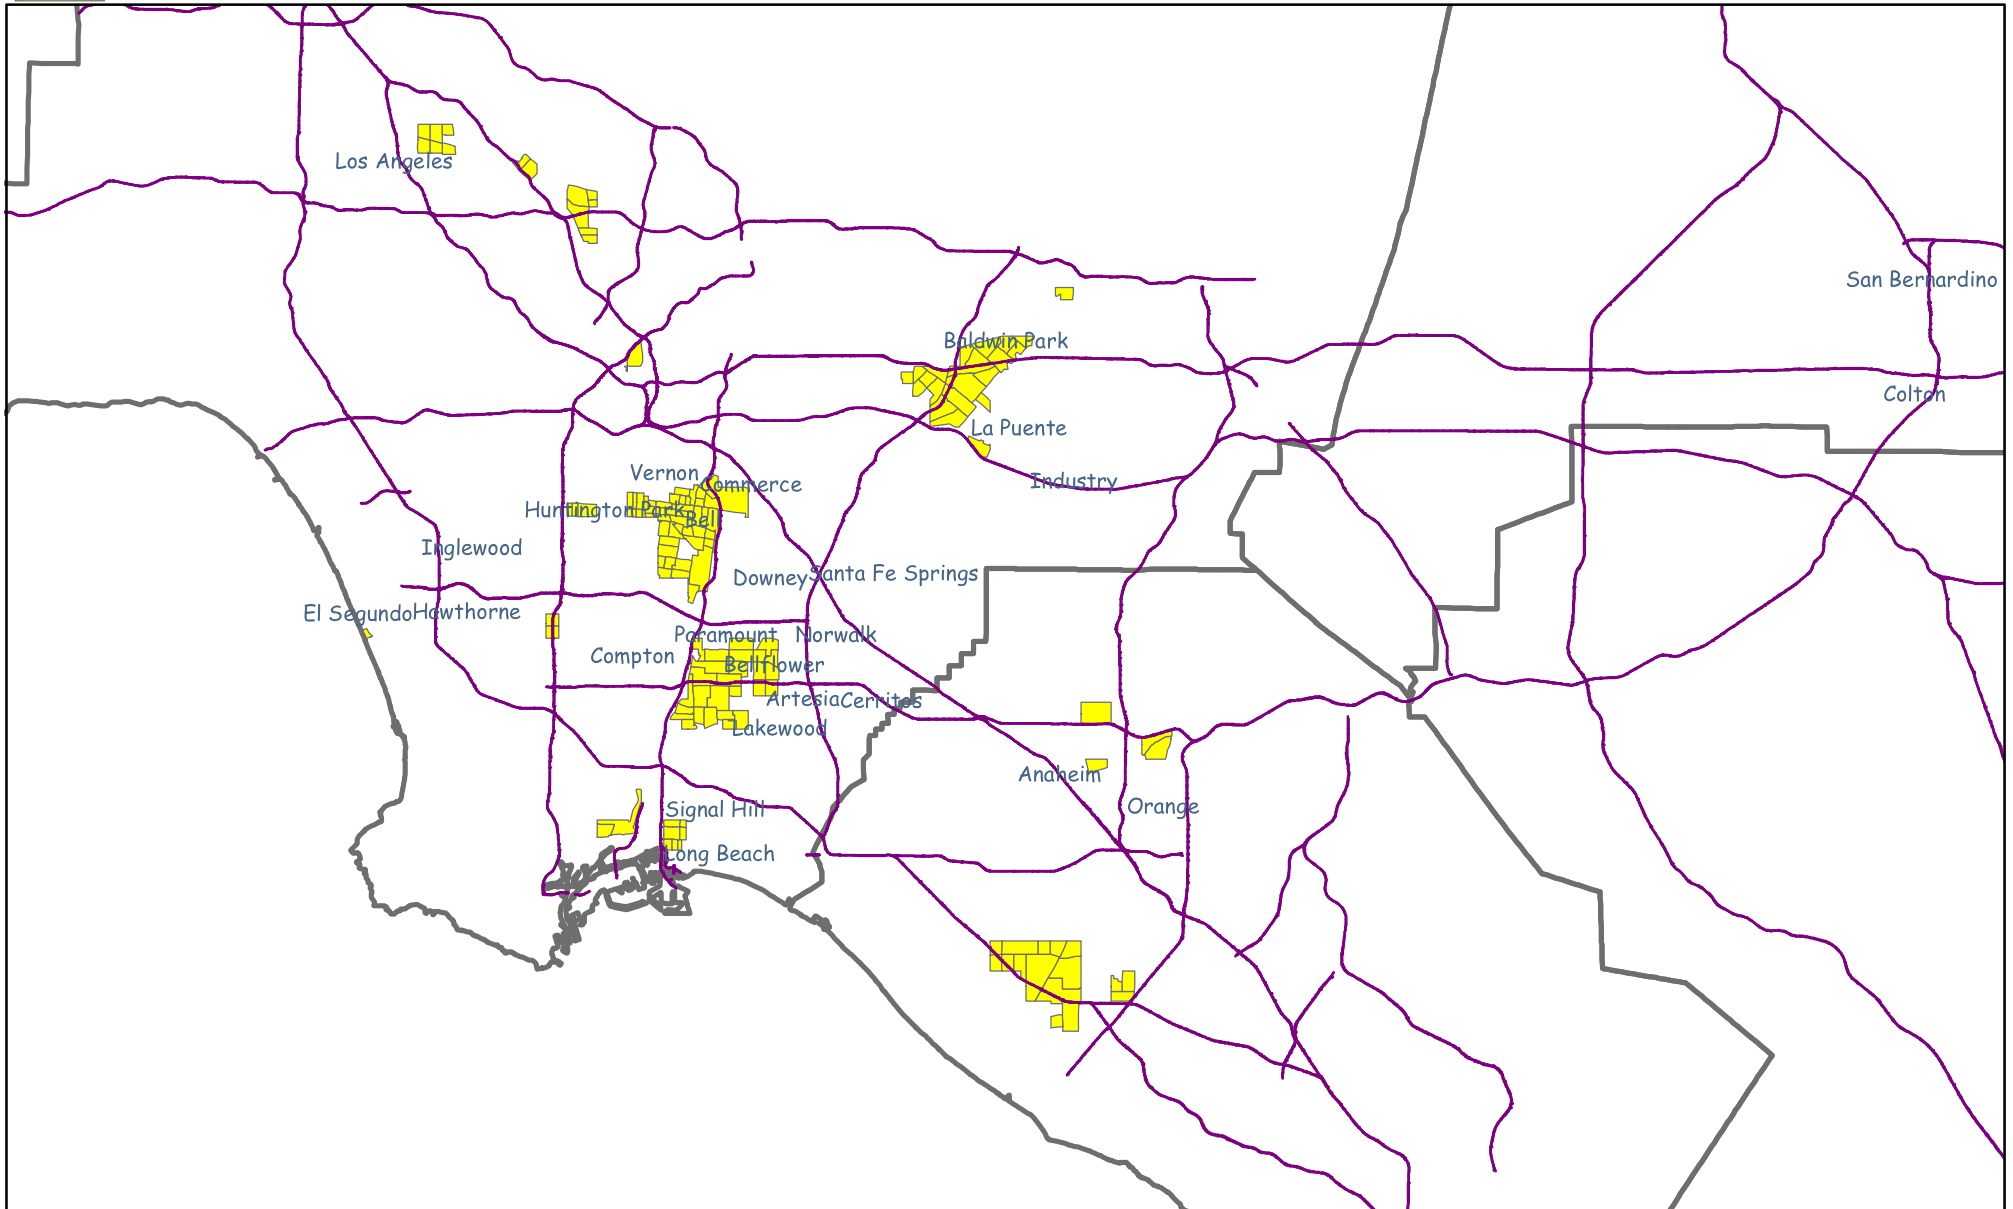 Los Angeles
San Bernardino
Baldwin Park
Colton
La Puente
Vernon
Commerce
Industry
Huntington Park
Bell
Inglewood
Downey
Santa Fe Springs
El Segundo
Hawthorne
Paramount
Norwalk
Compton
Bellflower
Artesia
Cerritos
Lakewood
Anaheim
Signal Hill
Orange
Long Beach